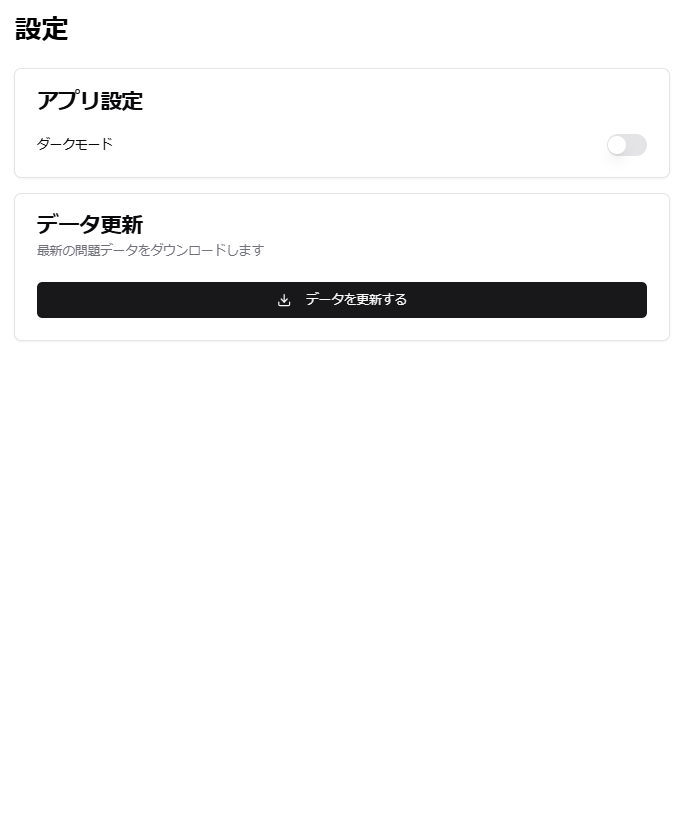 設定
アプリ設定
ダークモード
データ更新
最新の問題データをダウンロードします
データを更新する